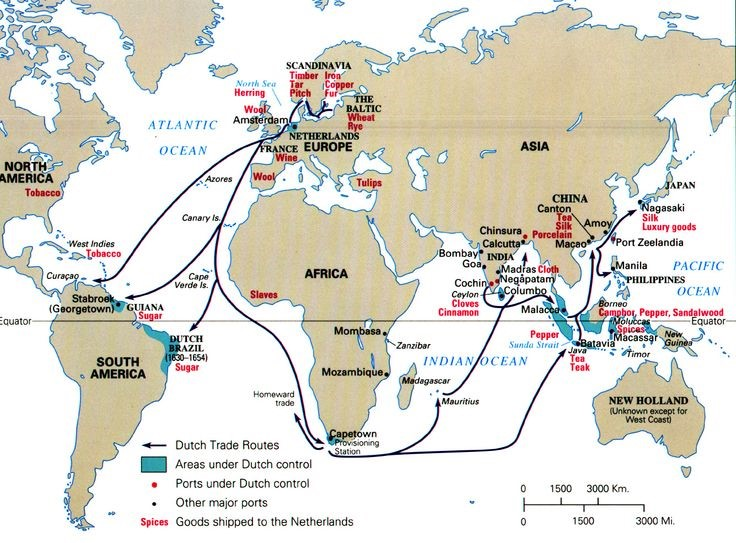 SCANDINAVIA
Timber
Tar
Pitch
Iron
Copper
Fur
North Sea
Herring
THE
BALTIC
Wheat
Rye
Wool
Amsterdam
NETHERLANDS
EUROPE
FRANCE
Wine
Wool
Tulips
ATLANTIC
OCEAN
NORTH
AMERICA
Tobacco
Azores
Canary Is.
Cape
Verde Is.
West Indies
Tobacco
Curaçao
Stabroek
(Georgetown)
GUIANA
Sugar
Equator
SOUTH
AMERICA
DUTCH
BRAZIL
(1630–1654)
Sugar
AFRICA
Slaves
Mombasa
Zanzibar
Mozambique
Madagascar
Mauritius
Homeward
trade
Capetown
Provisioning
Station
ASIA
CHINA
Canton
Tea
Silk
Porcelain
Macao
Amoy
JAPAN
Nagasaki
Silk
Luxury goods
Port Zeelandia
Manila
PHILIPPINES
PACIFIC
OCEAN
Chinsura
Calcutta
INDIA
Bombay
Goa
Madras
Cloth
Negapatam
Cochin
Columbo
Ceylon
Cloves
Cinnamon
Malacca
Borneo
Camphor, Pepper, Sandalwood
Moluccas
Spices
Macassar
Equator
New
Guinea
Pepper
Sunda Strait
Batavia
Java
Tea
Teak
Timor
INDIAN OCEAN
NEW HOLLAND
(Unknown except for
West Coast)
Dutch Trade Routes
Areas under Dutch control
Ports under Dutch control
Other major ports
Spices Goods shipped to the Netherlands
0 1500 3000 Km.
0 1500 3000 Mi.